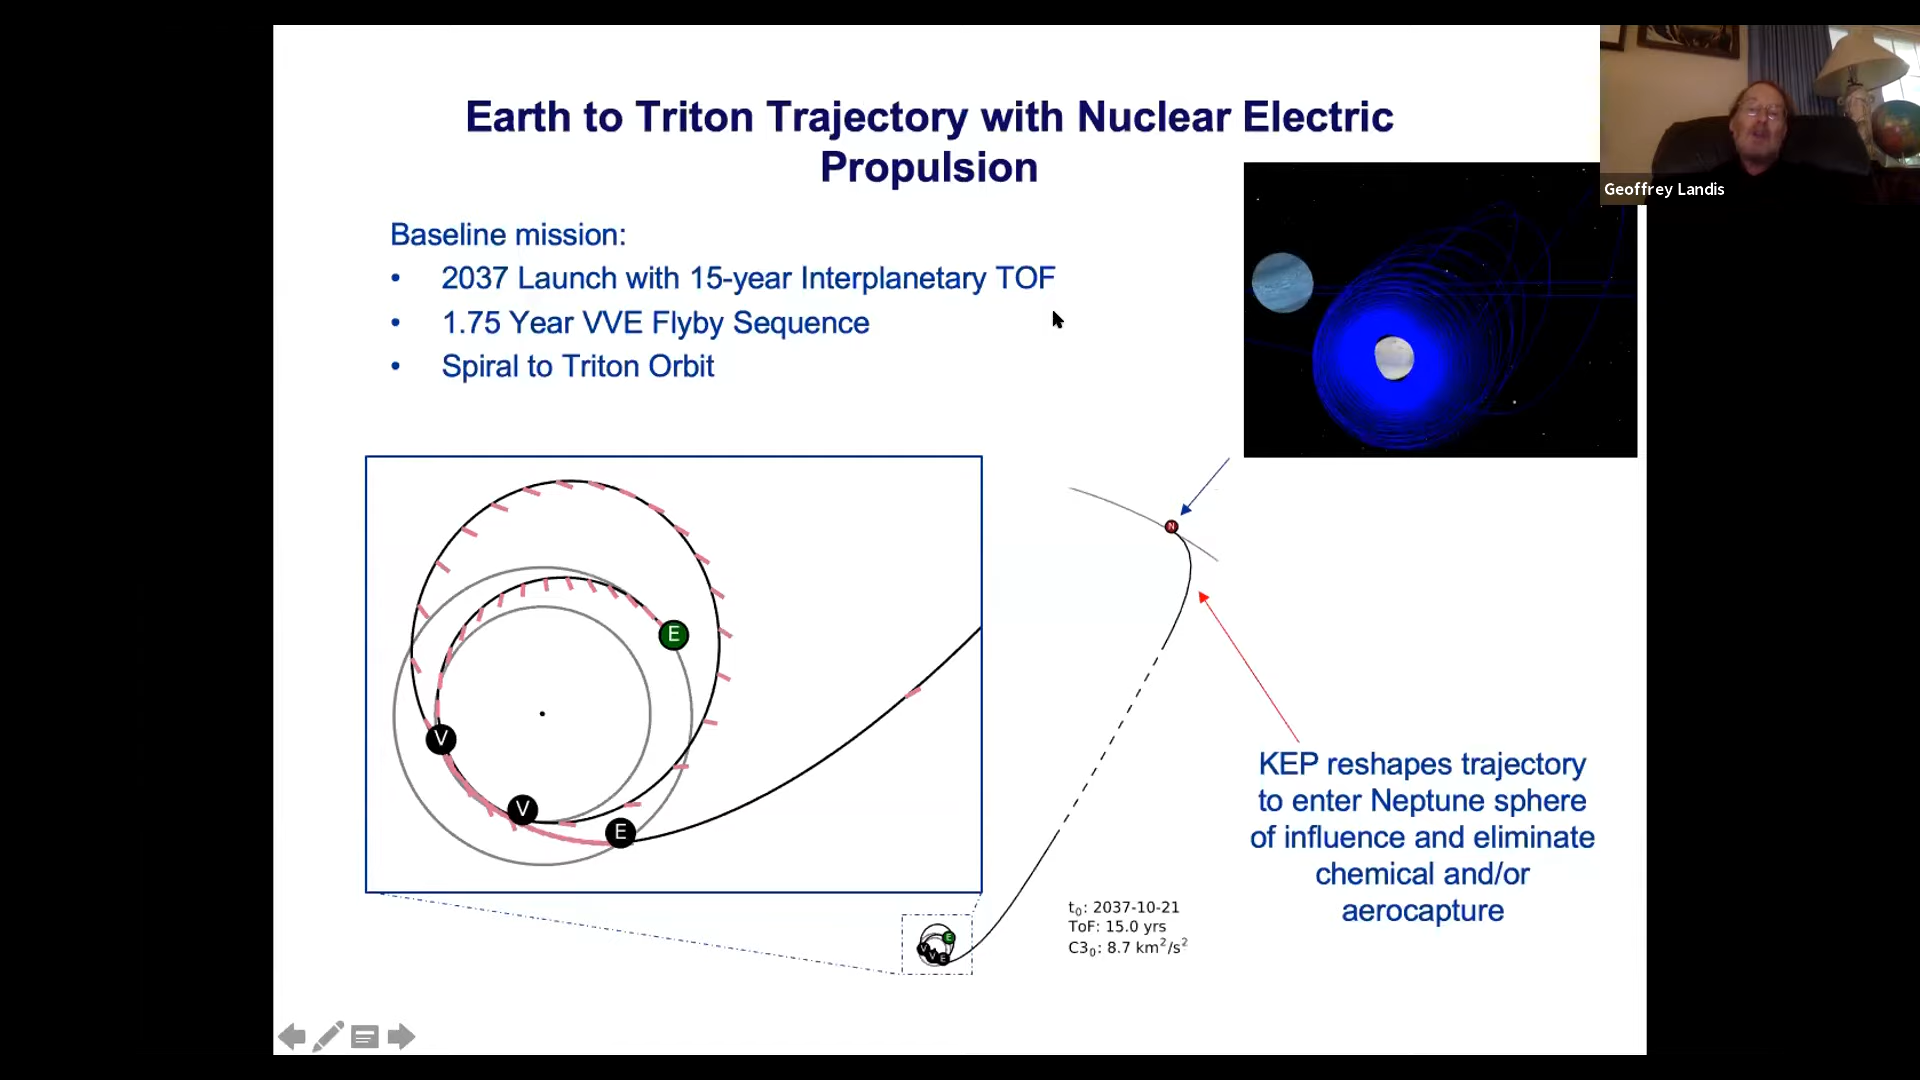 Earth to Triton Trajectory with Nuclear Electric
Propulsion
Geoffrey Landis
Baseline mission:
• 2037 Launch with 15-year Interplanetary TOF
• 1.75 Year VVE Flyby Sequence
• Spiral to Triton Orbit
E
V
V
E
N
KEP reshapes trajectory
to enter Neptune sphere
of influence and eliminate
chemical and/or
aerocapture
t₀: 2037-10-21
ToF: 15.0 yrs
C3₀: 8.7 km²/s²
E
V
V
E